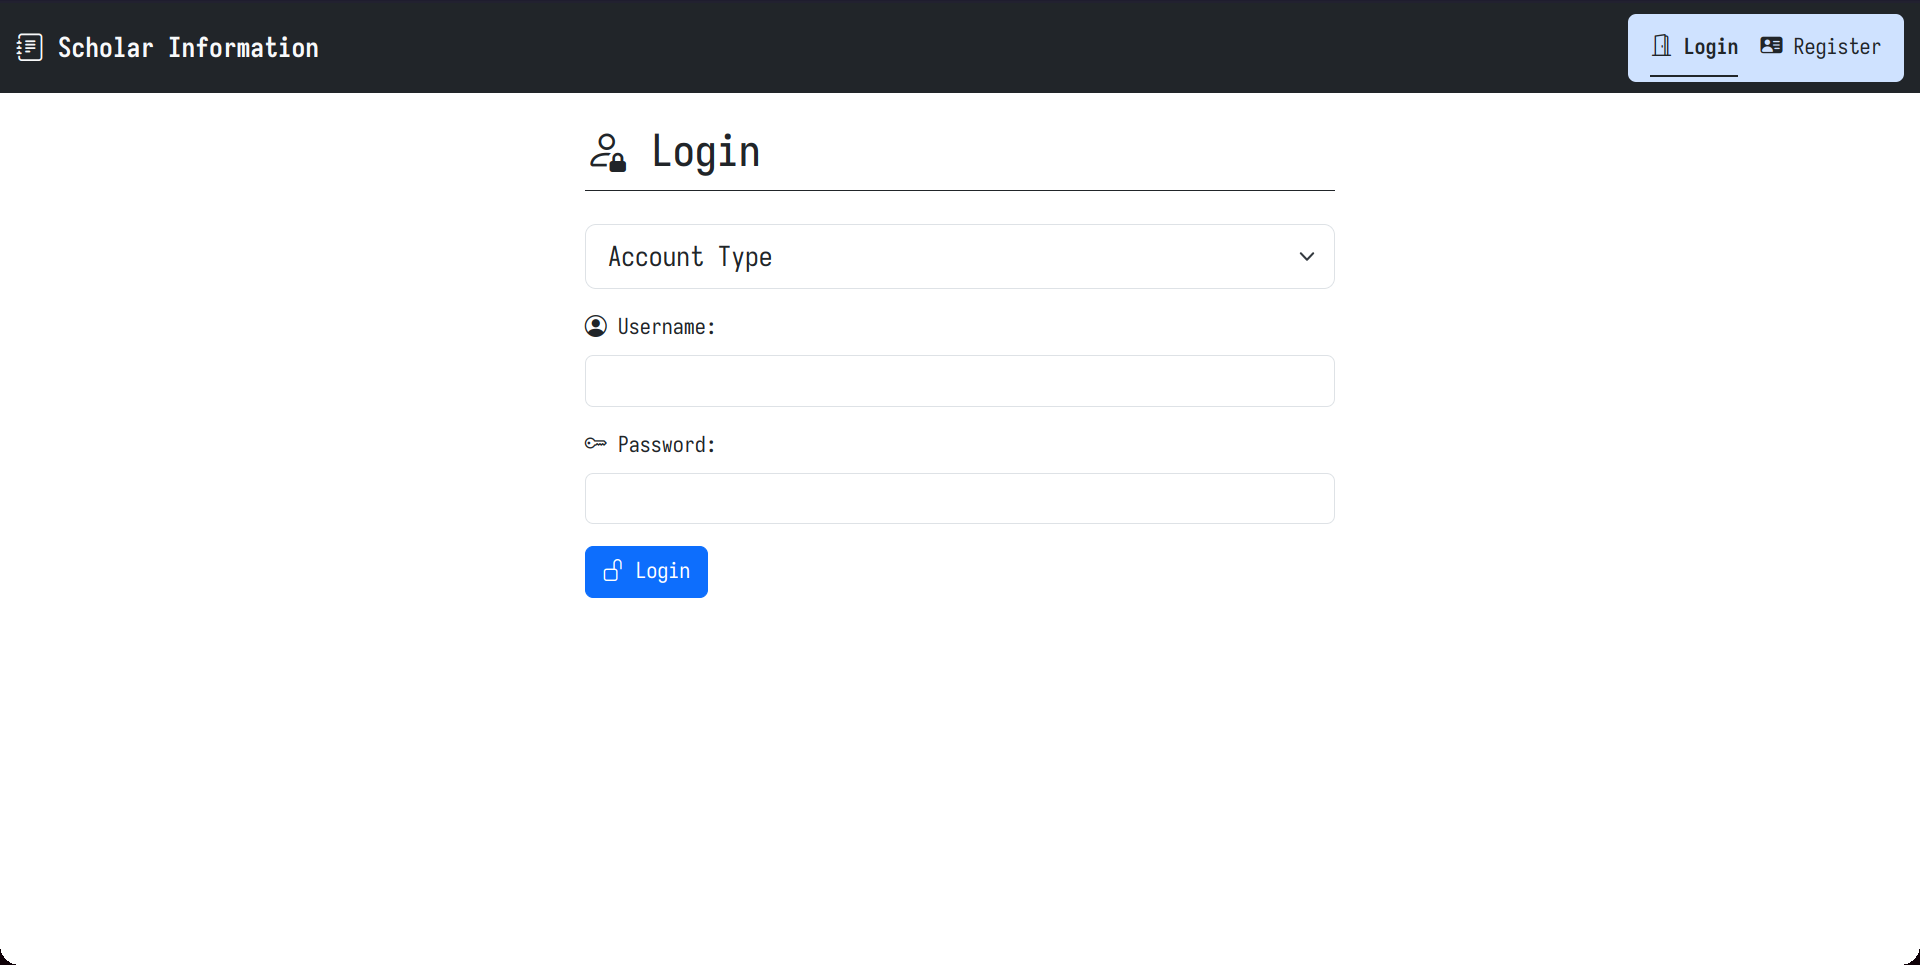 Scholar Information
Login Register
Login
Account Type
Username:
Password:
Login